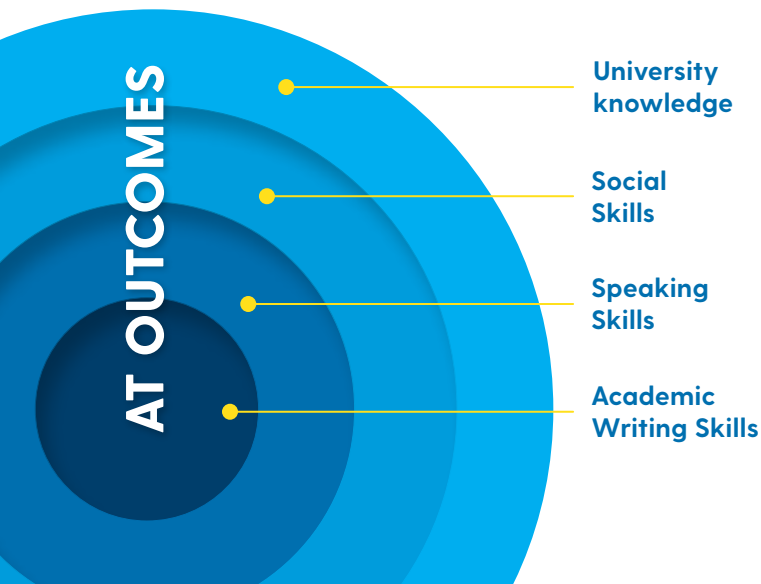 AT OUTCOMES
University
knowledge
Social
Skills
Speaking
Skills
Academic
Writing Skills